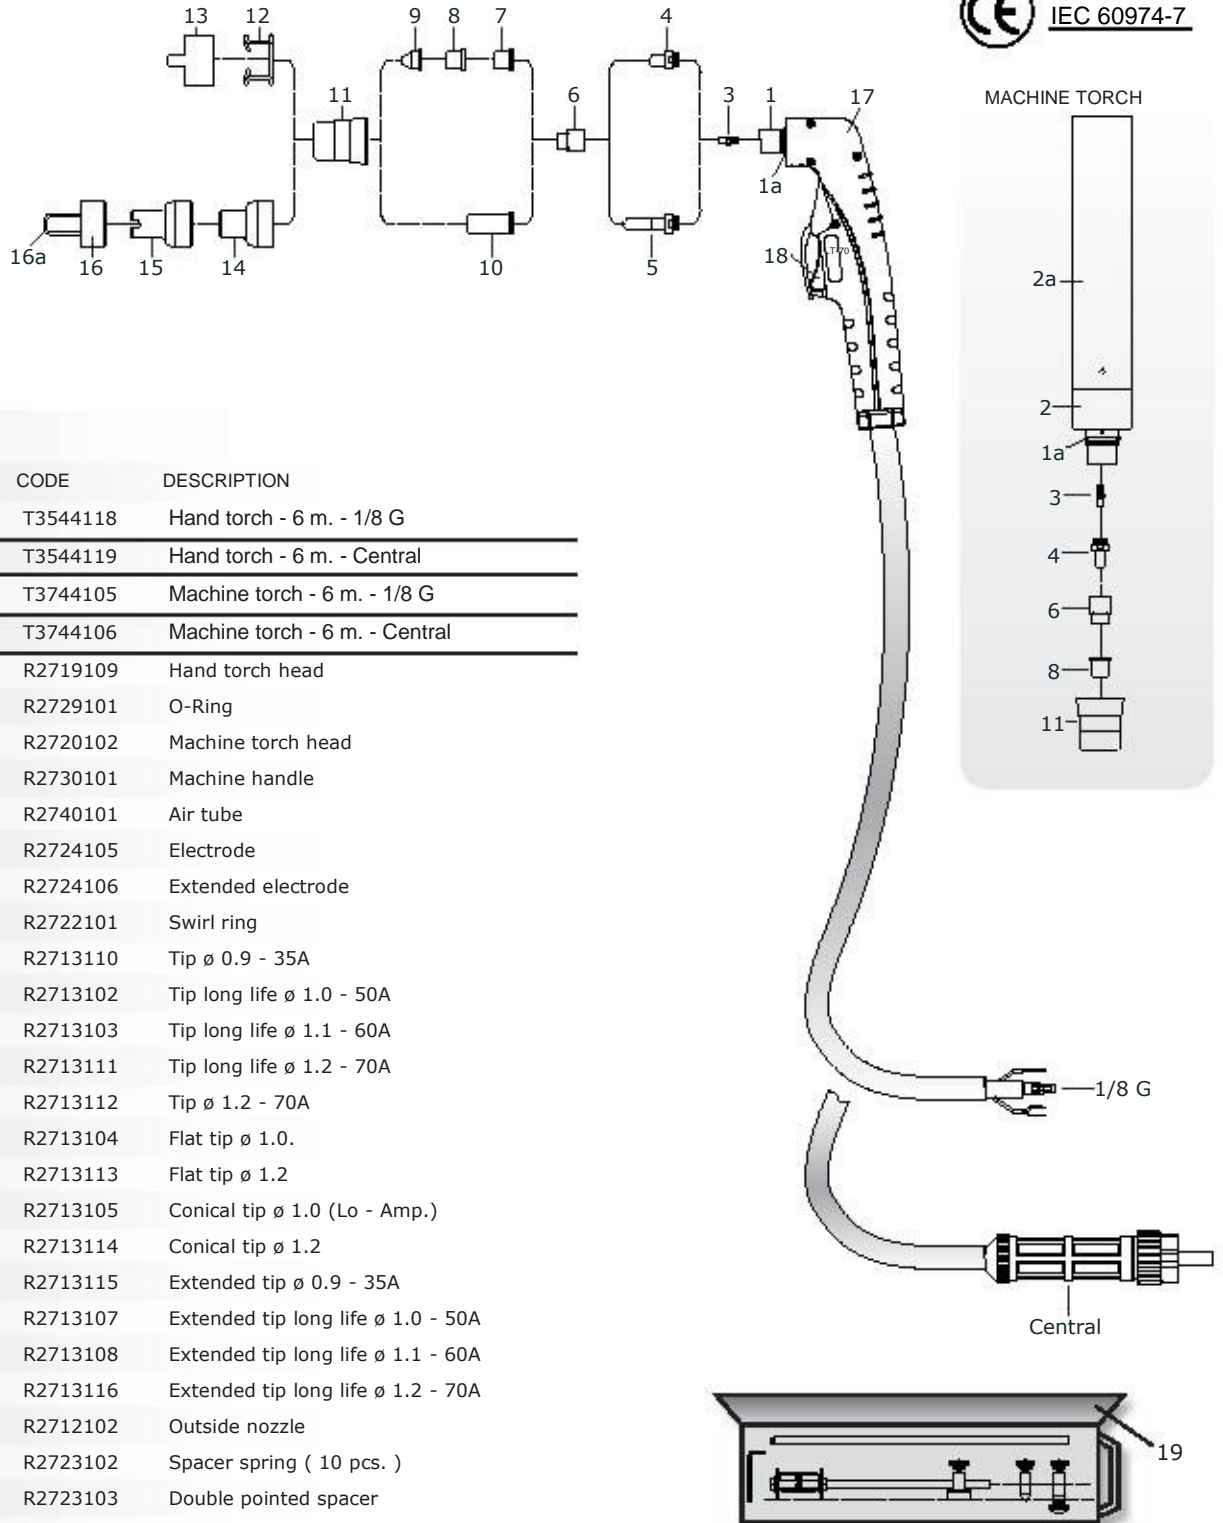 13 12 9 8 7 4
CE IEC 60974-7
11 6 3 1 17
1a
16a 16 15 14 10 5 18
LT-70
MACHINE TORCH
2a
2
1a
3
4
6
8
11
CODE DESCRIPTION
T3544118 Hand torch - 6 m. - 1/8 G
T3544119 Hand torch - 6 m. - Central
T3744105 Machine torch - 6 m. - 1/8 G
T3744106 Machine torch - 6 m. - Central
R2719109 Hand torch head
R2729101 O-Ring
R2720102 Machine torch head
R2730101 Machine handle
R2740101 Air tube
R2724105 Electrode
R2724106 Extended electrode
R2722101 Swirl ring
R2713110 Tip ø 0.9 - 35A
R2713102 Tip long life ø 1.0 - 50A
R2713103 Tip long life ø 1.1 - 60A
R2713111 Tip long life ø 1.2 - 70A
R2713112 Tip ø 1.2 - 70A
R2713104 Flat tip ø 1.0.
R2713113 Flat tip ø 1.2
R2713105 Conical tip ø 1.0 (Lo - Amp.)
R2713114 Conical tip ø 1.2
R2713115 Extended tip ø 0.9 - 35A
R2713107 Extended tip long life ø 1.0 - 50A
R2713108 Extended tip long life ø 1.1 - 60A
R2713116 Extended tip long life ø 1.2 - 70A
R2712102 Outside nozzle
R2723102 Spacer spring ( 10 pcs. )
R2723103 Double pointed spacer
1/8 G
Central
19